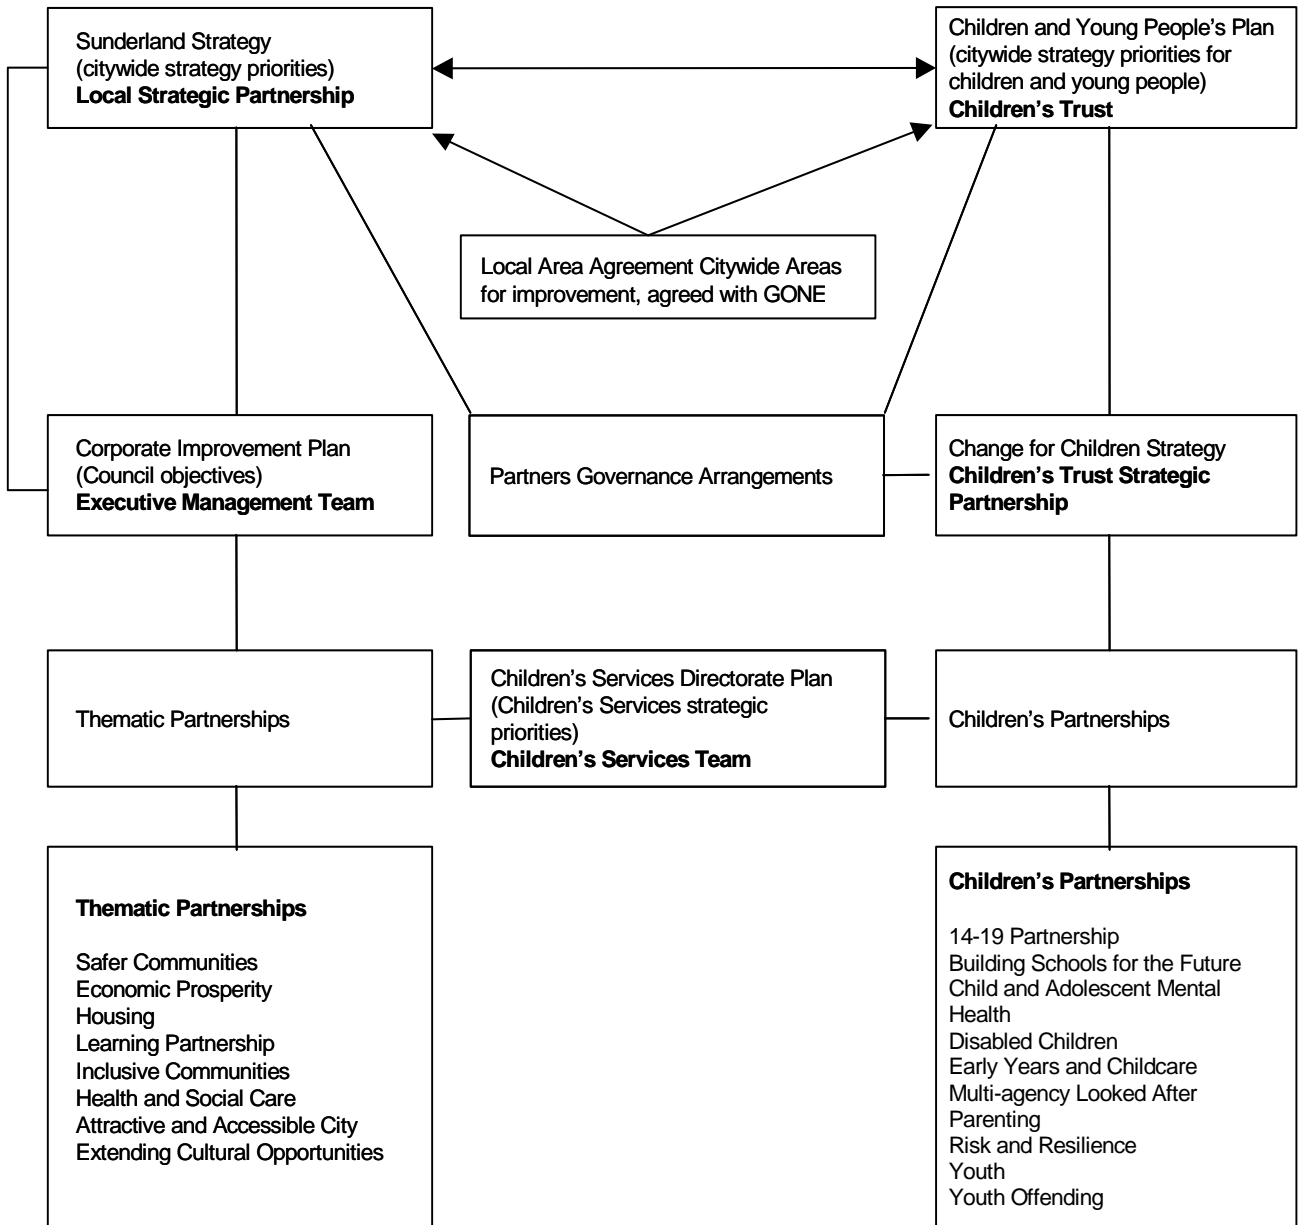 Sunderland Strategy
(citywide strategy priorities)
Local Strategic Partnership
Children and Young People’s Plan
(citywide strategy priorities for
children and young people)
Children’s Trust
Local Area Agreement Citywide Areas
for improvement, agreed with GONE
Corporate Improvement Plan
(Council objectives)
Executive Management Team
Partners Governance Arrangements
Change for Children Strategy
Children’s Trust Strategic
Partnership
Thematic Partnerships
Children’s Services Directorate Plan
(Children’s Services strategic
priorities)
Children’s Services Team
Children’s Partnerships
Thematic Partnerships
Safer Communities
Economic Prosperity
Housing
Learning Partnership
Inclusive Communities
Health and Social Care
Attractive and Accessible City
Extending Cultural Opportunities
Children’s Partnerships
14-19 Partnership
Building Schools for the Future
Child and Adolescent Mental
Health
Disabled Children
Early Years and Childcare
Multi-agency Looked After
Parenting
Risk and Resilience
Youth
Youth Offending